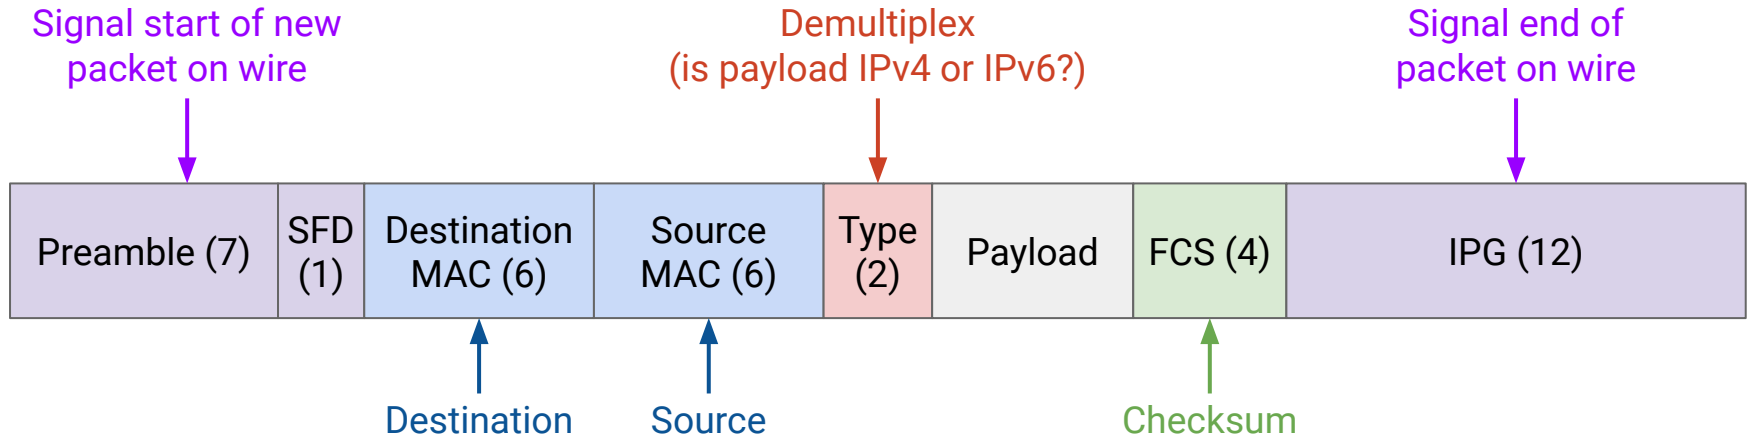 Signal start of new
packet on wire
Demultiplex
(is payload IPv4 or IPv6?)
Signal end of
packet on wire
Preamble (7)
SFD
(1)
Destination
MAC (6)
Source
MAC (6)
Type
(2)
Payload
FCS (4)
IPG (12)
Destination
Source
Checksum